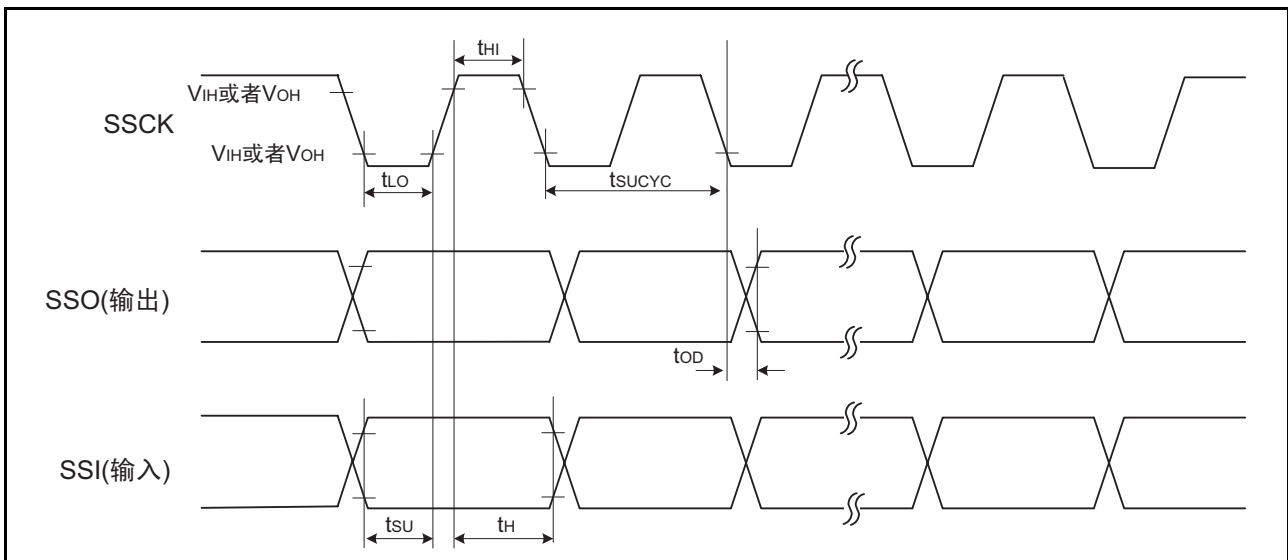 tHI
VIH或者VOH
SSCK
VIH或者VOH
tLO
tSUCYC
SSO(输出)
tOD
SSI(输入)
tSU
tH